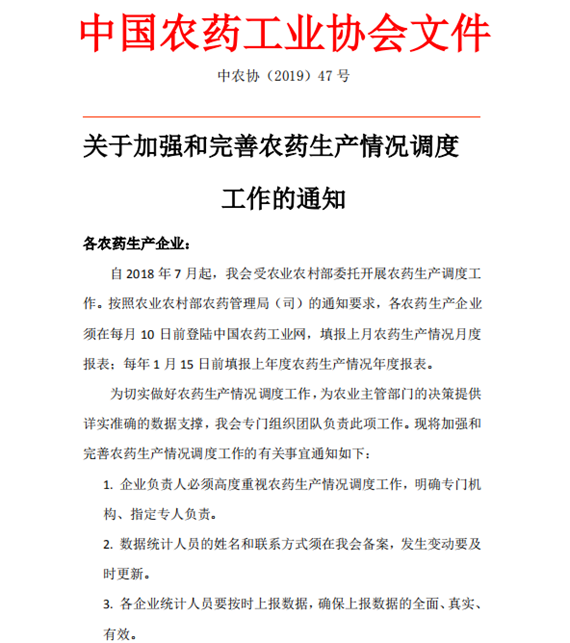 中国农药工业协会文件
中农协（2019）47 号
关于加强和完善农药生产情况调度
工作的通知
各农药生产企业：
自 2018 年 7 月起，我会受农业农村部委托开展农药生产调度工
作。按照农业农村部农药管理局（司）的通知要求，各农药生产企业
须在每月 10 日前登陆中国农药工业网，填报上月农药生产情况月度
报表；每年 1 月 15 日前填报上年度农药生产情况年度报表。
为切实做好农药生产情况调度工作，为农业主管部门的决策提供
详实准确的数据支撑，我会专门组织团队负责此项工作。现将加强和
完善农药生产情况调度工作的有关事宜通知如下：
1. 企业负责人必须高度重视农药生产情况调度工作，明确专门机
构、指定专人负责。
2. 数据统计人员的姓名和联系方式须在我会备案，发生变动要及
时更新。
3. 各企业统计人员要按时上报数据，确保上报数据的全面、真实、
有效。